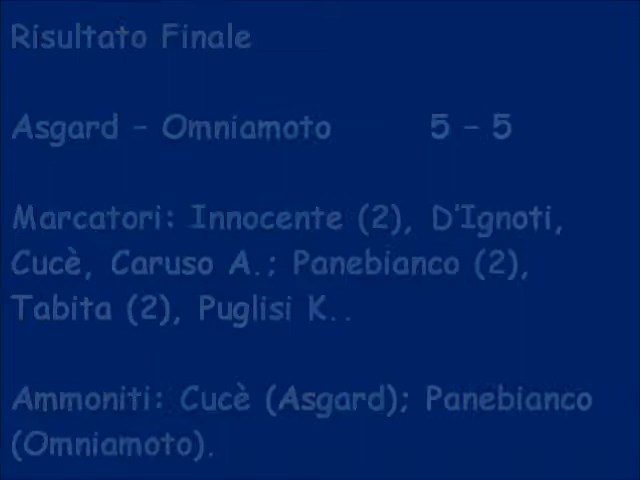 Risultato Finale
Asgard – Omniamoto 5 – 5
Marcatori: Innocente (2), D'Ignoti,
Cucè, Caruso A.; Panebianco (2),
Tabita (2), Puglisi K..
Ammoniti: Cucè (Asgard); Panebianco
(Omniamoto).